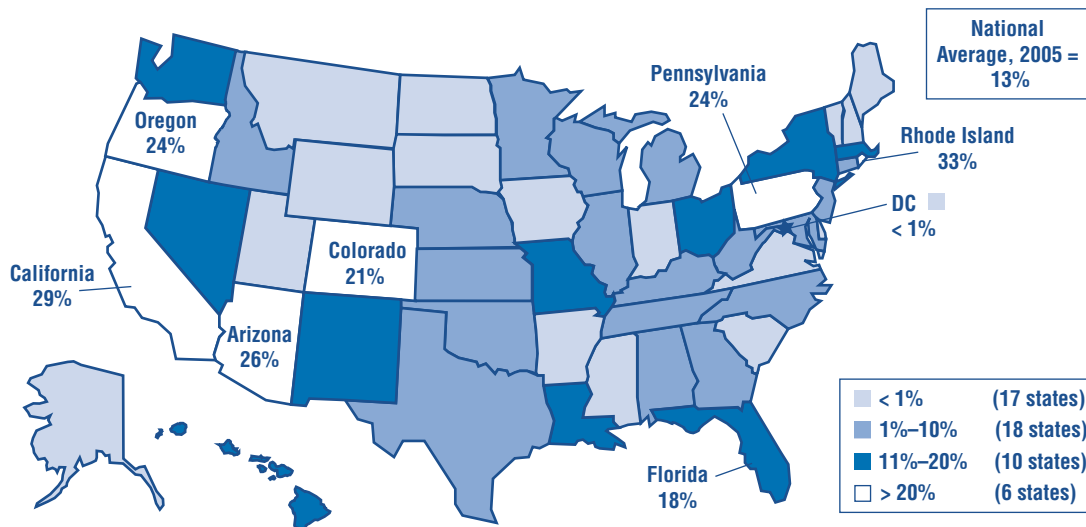 National
Average, 2005 =
13%
Pennsylvania
24%
Oregon
24%
Rhode Island
33%
DC
< 1%
Colorado
21%
California
29%
Arizona
26%
Florida
18%
< 1% (17 states)
1%–10% (18 states)
11%–20% (10 states)
> 20% (6 states)